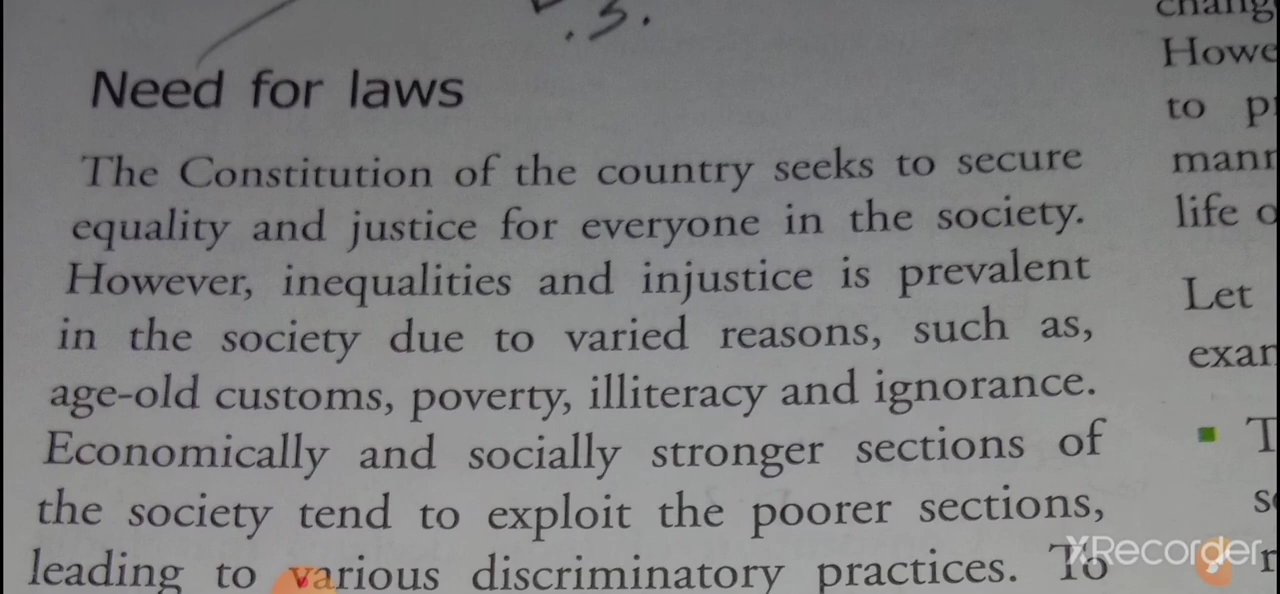 .3.
Need for laws
The Constitution of the country seeks to secure
equality and justice for everyone in the society.
However, inequalities and injustice is prevalent
in the society due to varied reasons, such as,
age-old customs, poverty, illiteracy and ignorance.
Economically and socially stronger sections of
the society tend to exploit the poorer sections,
leading to various discriminatory practices. To
to
life
Let
XRecorder